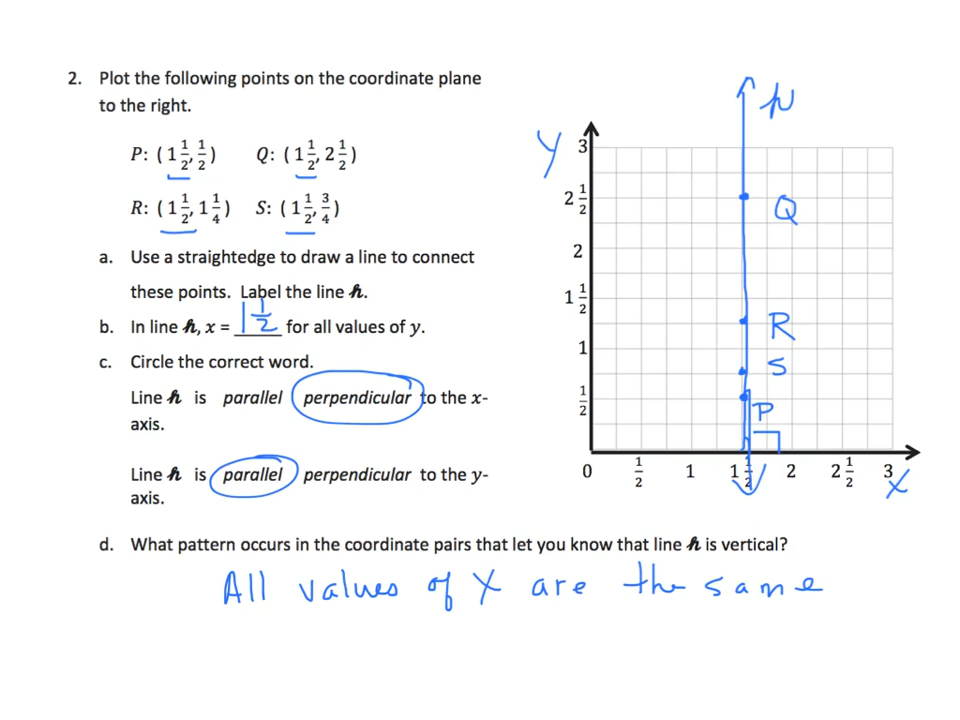 2. Plot the following points on the coordinate plane
to the right.
P: (1 1/2, 1/2) Q: (1 1/2, 2 1/2)
R: (1 1/2, 1 1/4) S: (1 1/2, 3/4)
a. Use a straightedge to draw a line to connect
these points. Label the line 𝒽.
b. In line 𝒽, x = 1 1/2 for all values of y.
c. Circle the correct word.
Line 𝒽 is parallel perpendicular to the x-
axis.
Line 𝒽 is parallel perpendicular to the y-
axis.
d. What pattern occurs in the coordinate pairs that let you know that line 𝒽 is vertical?
All values of X are the same
h
Y
3
2 1/2
Q
2
1 1/2
R
1
S
1/2
P
0 1/2 1 1 1/2 2 2 1/2 3
X